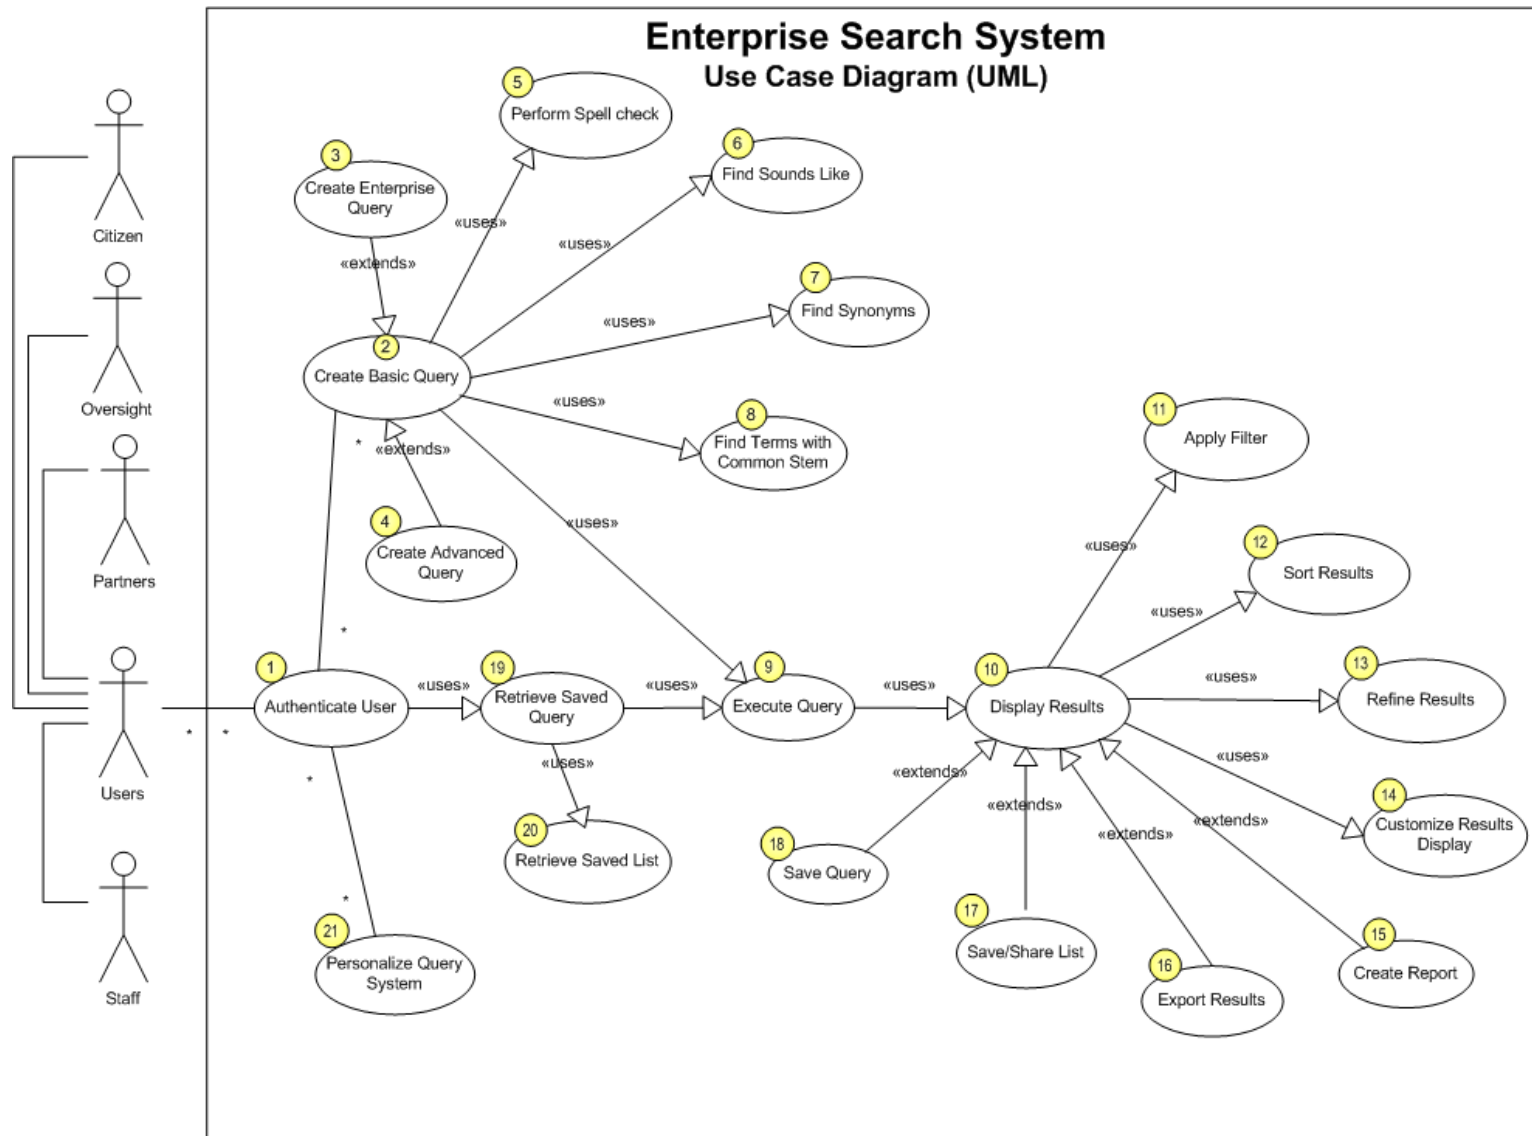 Enterprise Search System
Use Case Diagram (UML)
5
Perform Spell check
6
Find Sounds Like
3
Create Enterprise
Query
Citizen
«uses»
«uses»
«extends»
7
Find Synonyms
«uses»
2
Create Basic Query
Oversight
«uses»
8
Find Terms with
Common Stem
*
«extends»
11
Apply Filter
4
Create Advanced
Query
«uses»
«uses»
12
Sort Results
Partners
*
«uses»
1
Authenticate User
«uses»
19
Retrieve Saved
Query
«uses»
9
Execute Query
«uses»
10
Display Results
«uses»
13
Refine Results
*
*
Users
*
«uses»
«extends»
«extends»
«extends»
«extends»
«uses»
14
Customize Results
Display
20
Retrieve Saved List
18
Save Query
*
21
Personalize Query
System
17
Save/Share List
16
Export Results
15
Create Report
Staff